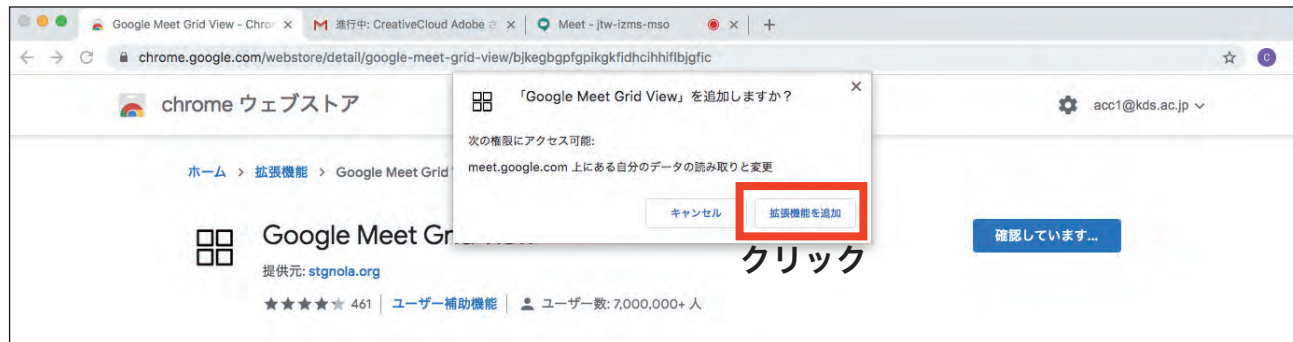 Google Meet Grid View - Chro
進行中: CreativeCloud Adobe
Meet - jtw-izms-mso
chrome.google.com/webstore/detail/google-meet-grid-view/bjkegbgpfgpikgkfidhcihhiflbjgfic
C
chrome ウェブストア
acc1@kds.ac.jp
「Google Meet Grid View」を追加しますか?
次の権限にアクセス可能:
meet.google.com 上にある自分のデータの読み取りと変更
キャンセル
拡張機能を追加
ホーム > 拡張機能 > Google Meet Grid
Google Meet Gr
確認しています...
クリック
提供元: stgnola.org
461 | ユーザー補助機能 | ユーザー数: 7,000,000+ 人